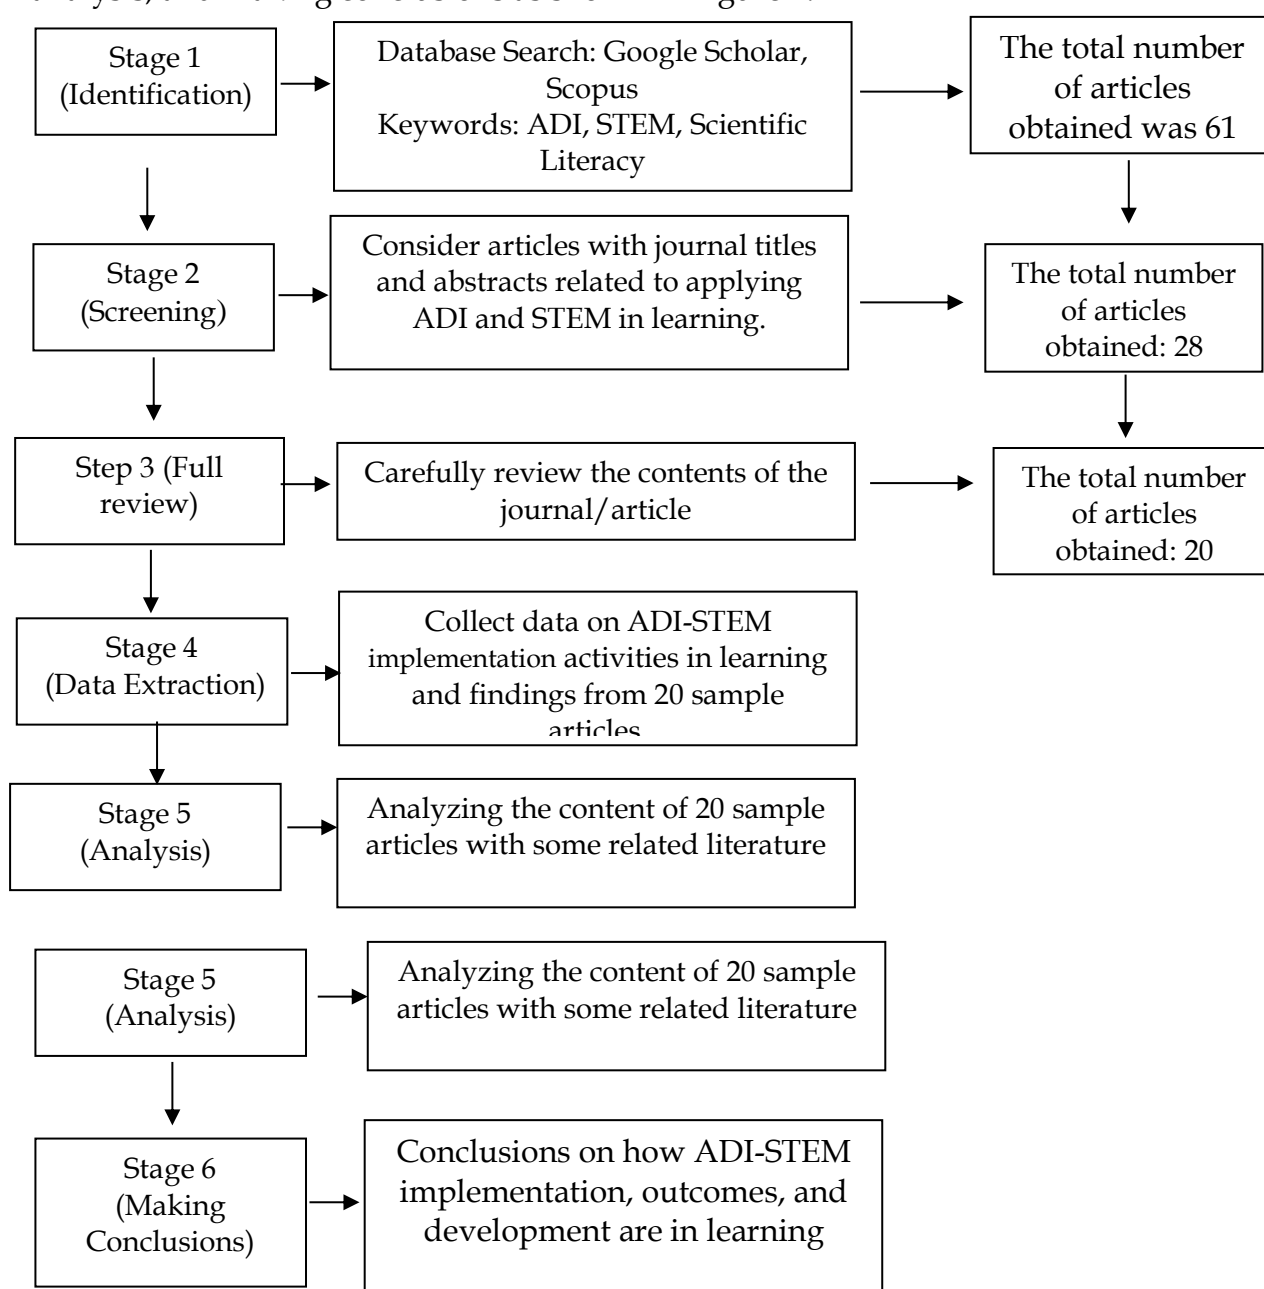 Stage 1
(Identification)
Database Search: Google Scholar,
Scopus
Keywords: ADI, STEM, Scientific
Literacy
The total number
of articles
obtained was 61
Stage 2
(Screening)
Consider articles with journal titles
and abstracts related to applying
ADI and STEM in learning.
The total number
of articles
obtained: 28
Step 3 (Full
review)
Carefully review the contents of the
journal/article
The total number
of articles
obtained: 20
Stage 4
(Data Extraction)
Collect data on ADI-STEM
implementation activities in learning
and findings from 20 sample
articles
Stage 5
(Analysis)
Analyzing the content of 20 sample
articles with some related literature
Stage 5
(Analysis)
Analyzing the content of 20 sample
articles with some related literature
Stage 6
(Making
Conclusions)
Conclusions on how ADI-STEM
implementation, outcomes, and
development are in learning